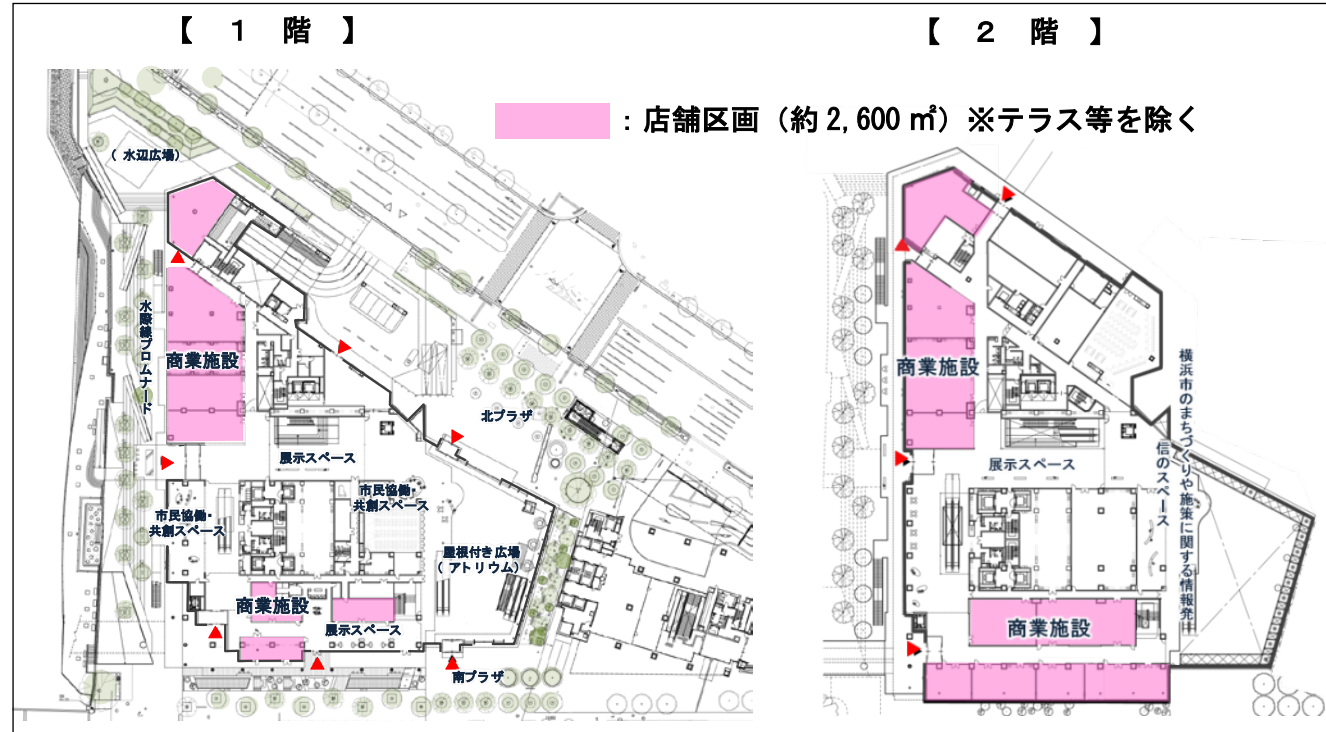 【 1 階 】
【 2 階 】
：店舗区画（約2,600㎡）※テラス等を除く
（ 水辺広場）
水際線プロムナード
商業施設
北プラザ
展示スペース
市民協働・
共創スペース
市民協働・
共創スペース
屋根付き広場
（アトリウム）
商業施設
展示スペース
南プラザ
商業施設
横浜市のまちづくりや施策に関する情報発
信のスペース
展示スペース
商業施設